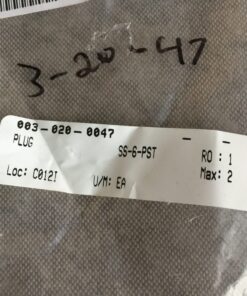 3-20-47
003-020-0047 - -
PLUG
SS-6-PST RO: 1
Loc: C012I U/M: EA Max: 2